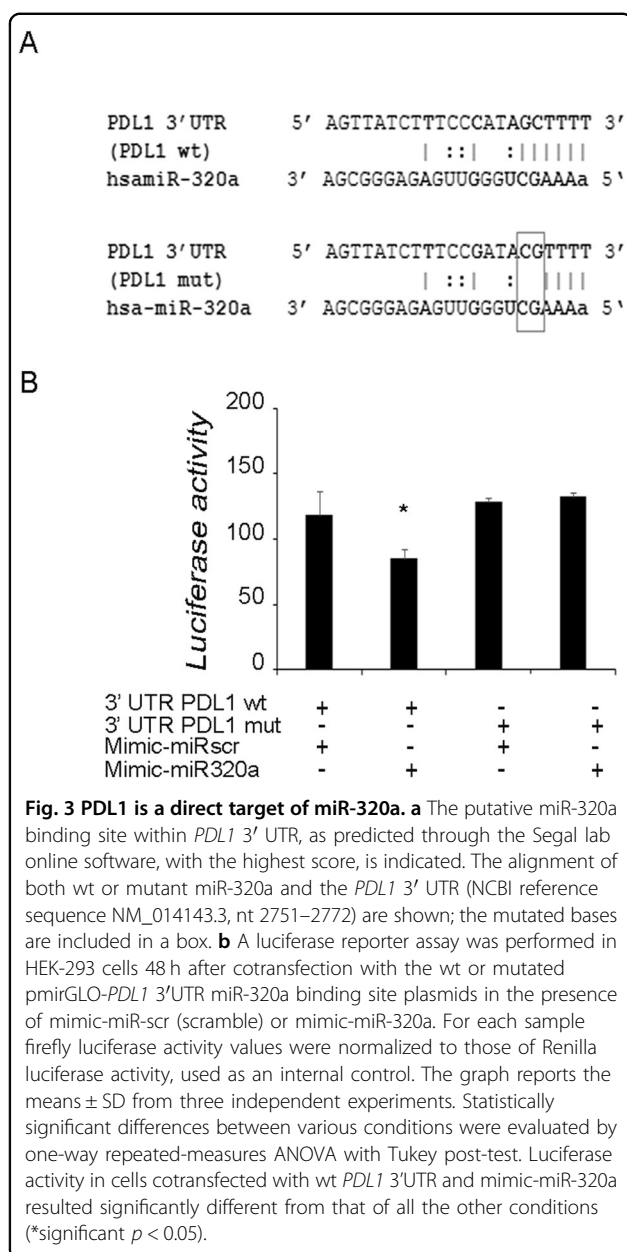 A
PDL1 3'UTR 5' AGTTATCTTTCCCATAGCTTTT 3'
(PDL1 wt) | ::| :||||||
hsamiR-320a 3' AGCGGGAGAGUUGGGUCGAAAa 5'
PDL1 3'UTR 5' AGTTATCTTTCCGATACGTTTT 3'
(PDL1 mut) | ::| : ||||
hsa-miR-320a 3' AGCGGGAGAGUUGGGUCGAAAa 5'
B
Luciferase activity
200
150
100
50
0
*
3' UTR PDL1 wt + + - -
3' UTR PDL1 mut - - + +
Mimic-miRscr + - + -
Mimic-miR320a - + - +
Fig. 3 PDL1 is a direct target of miR-320a. a The putative miR-320a
binding site within PDL1 3′ UTR, as predicted through the Segal lab
online software, with the highest score, is indicated. The alignment of
both wt or mutant miR-320a and the PDL1 3′ UTR (NCBI reference
sequence NM_014143.3, nt 2751–2772) are shown; the mutated bases
are included in a box. b A luciferase reporter assay was performed in
HEK-293 cells 48 h after cotransfection with the wt or mutated
pmirGLO-PDL1 3′UTR miR-320a binding site plasmids in the presence
of mimic-miR-scr (scramble) or mimic-miR-320a. For each sample
firefly luciferase activity values were normalized to those of Renilla
luciferase activity, used as an internal control. The graph reports the
means ± SD from three independent experiments. Statistically
significant differences between various conditions were evaluated by
one-way repeated-measures ANOVA with Tukey post-test. Luciferase
activity in cells cotransfected with wt PDL1 3′UTR and mimic-miR-320a
resulted significantly different from that of all the other conditions
(*significant p < 0.05).